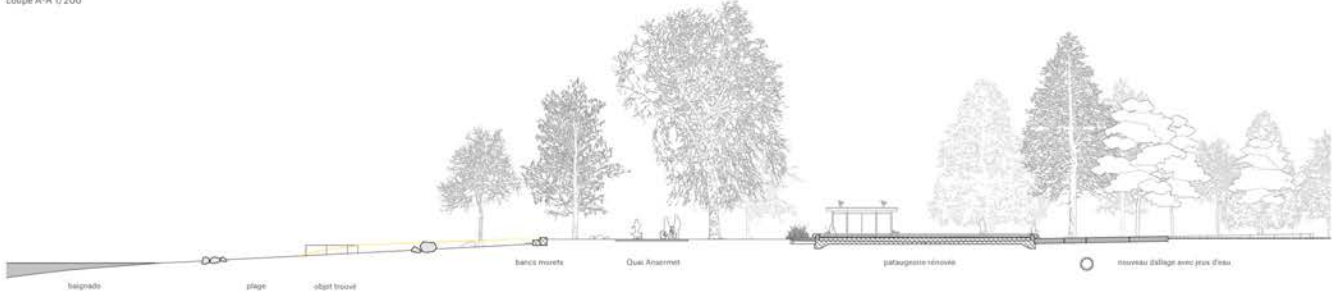 coupe A-A 1/200
baignade
plage
objet trouvé
bancs murets
Quai Ansermet
pataugeoire rénovée
nouveau dallage avec jeux d'eau